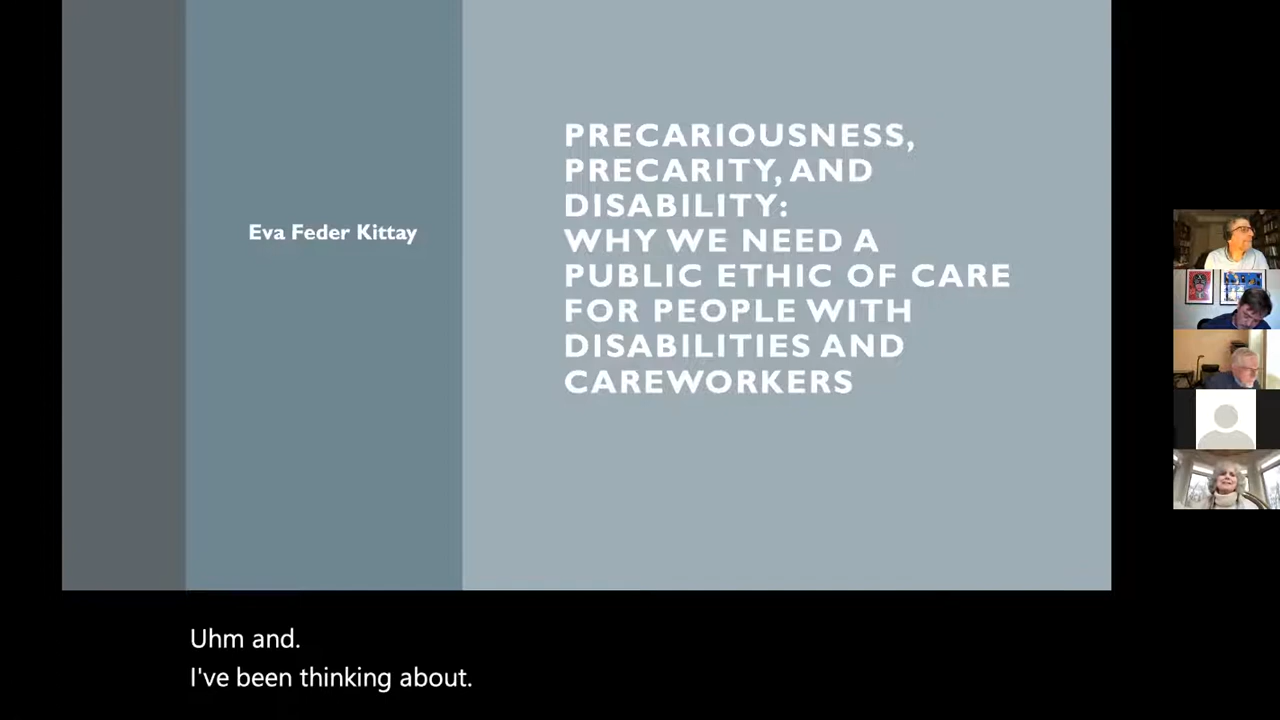 Eva Feder Kittay
PRECARIOUSNESS,
PRECARITY, AND
DISABILITY:
WHY WE NEED A
PUBLIC ETHIC OF CARE
FOR PEOPLE WITH
DISABILITIES AND
CAREWORKERS
Uhm and.
I've been thinking about.